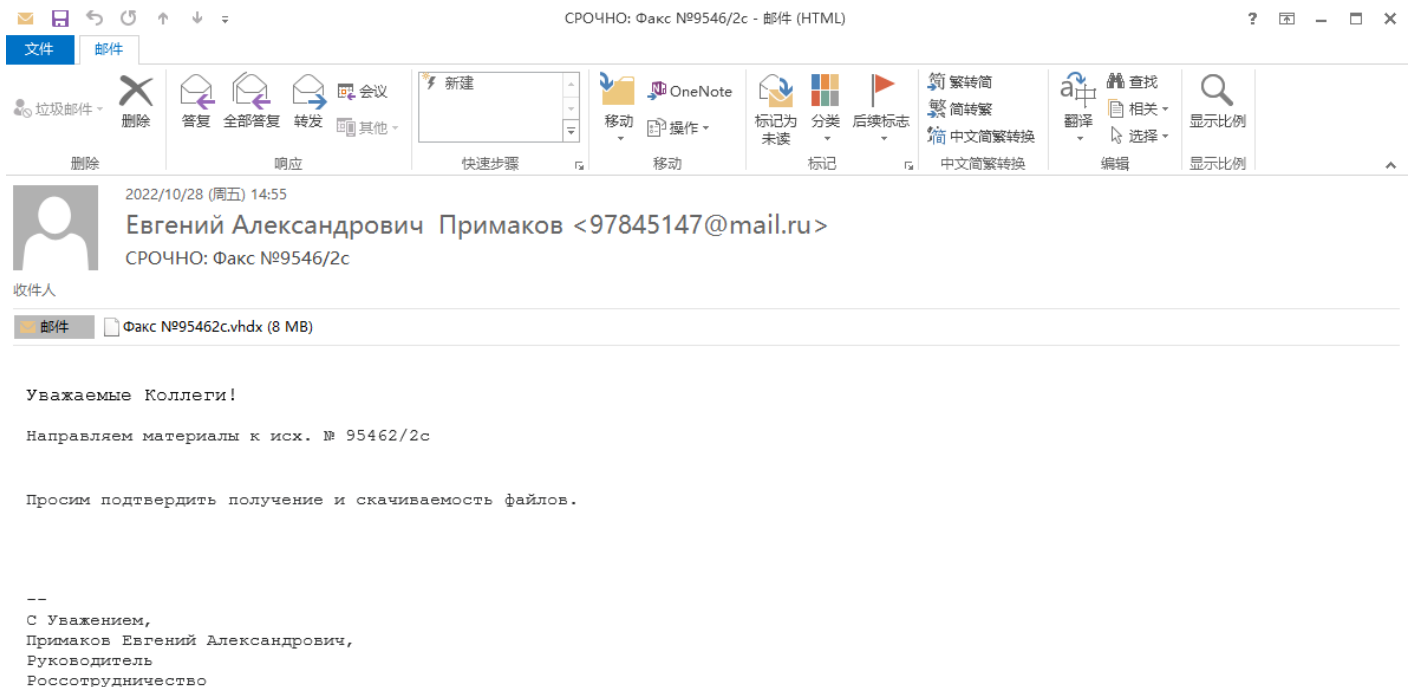 СРОЧНО: Факс №9546/2с - 邮件 (HTML)
文件 邮件
垃圾邮件
删除
答复
全部答复
转发
会议
其他
新建
移动
OneNote
操作
标记为未读
分类
后续标志
繁转简
简转繁
中文简繁转换
翻译
查找
相关
选择
显示比例
删除 响应 快速步骤 移动 标记 中文简繁转换 编辑 显示比例
2022/10/28 (周五) 14:55
Евгений Александрович Примаков <97845147@mail.ru>
СРОЧНО: Факс №9546/2с
收件人
邮件 Факс №95462с.vhdx (8 MB)
Уважаемые Коллеги!
Направляем материалы к исх. № 95462/2с
Просим подтвердить получение и скачиваемость файлов.
--
С Уважением,
Примаков Евгений Александрович,
Руководитель
Россотрудничество